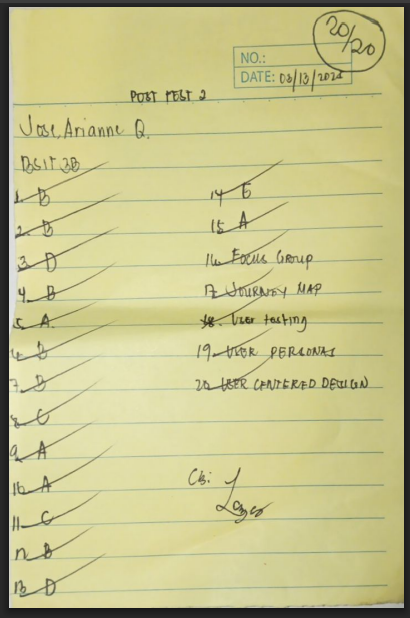 20/20
NO.:
DATE: 03/13/2024
POST TEST 2
Jose, Arianne Q.
BSIT 3B
1. B
2. B
3. D
4. B
5. A.
6. B
7. B
8. C
9. A
10. A
11. C
12. B
13. D
14. E
15. A
16. FOCUS GROUP
17. JOURNEY MAP
18. User testing
19. USER PERSONAS
20. USER CENTERED DESIGN
CB: